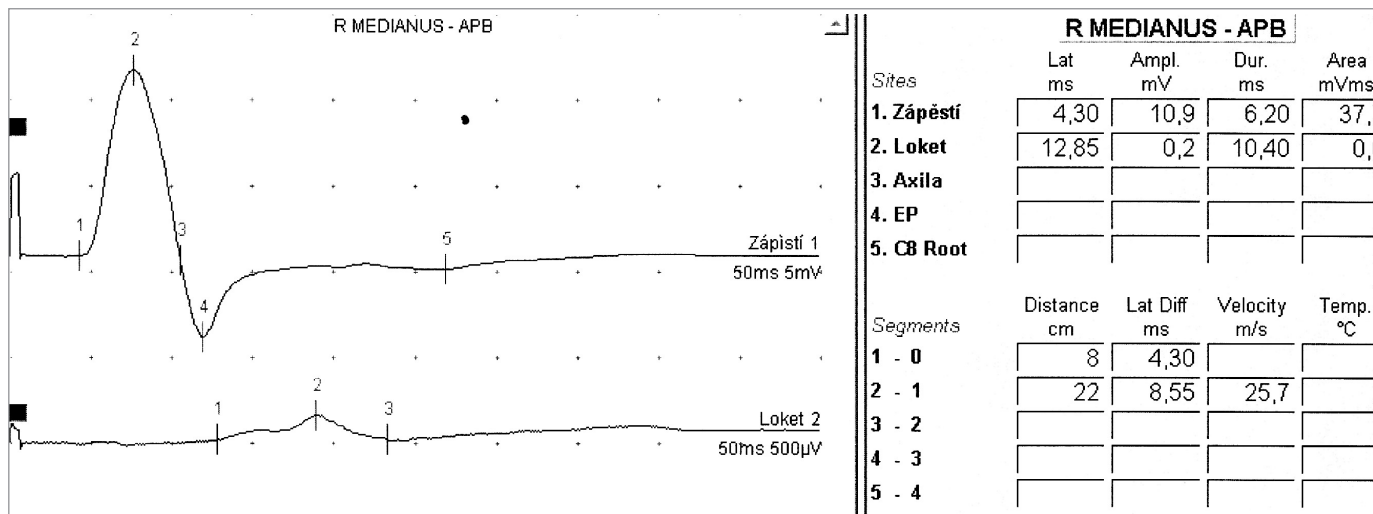 R MEDIANUS - APB
2
1
3
5
4
Zápìstí 1
50ms 5mV
1
2
3
Loket 2
50ms 500µV
R MEDIANUS - APB
Sites
Lat ms
Ampl. mV
Dur. ms
Area mVms
1. Zápěstí 4,30 10,9 6,20 37,
2. Loket 12,85 0,2 10,40 0,
3. Axila
4. EP
5. C8 Root
Segments
Distance cm
Lat Diff ms
Velocity m/s
Temp. ºC
1 - 0 8 4,30
2 - 1 22 8,55 25,7
3 - 2
4 - 3
5 - 4